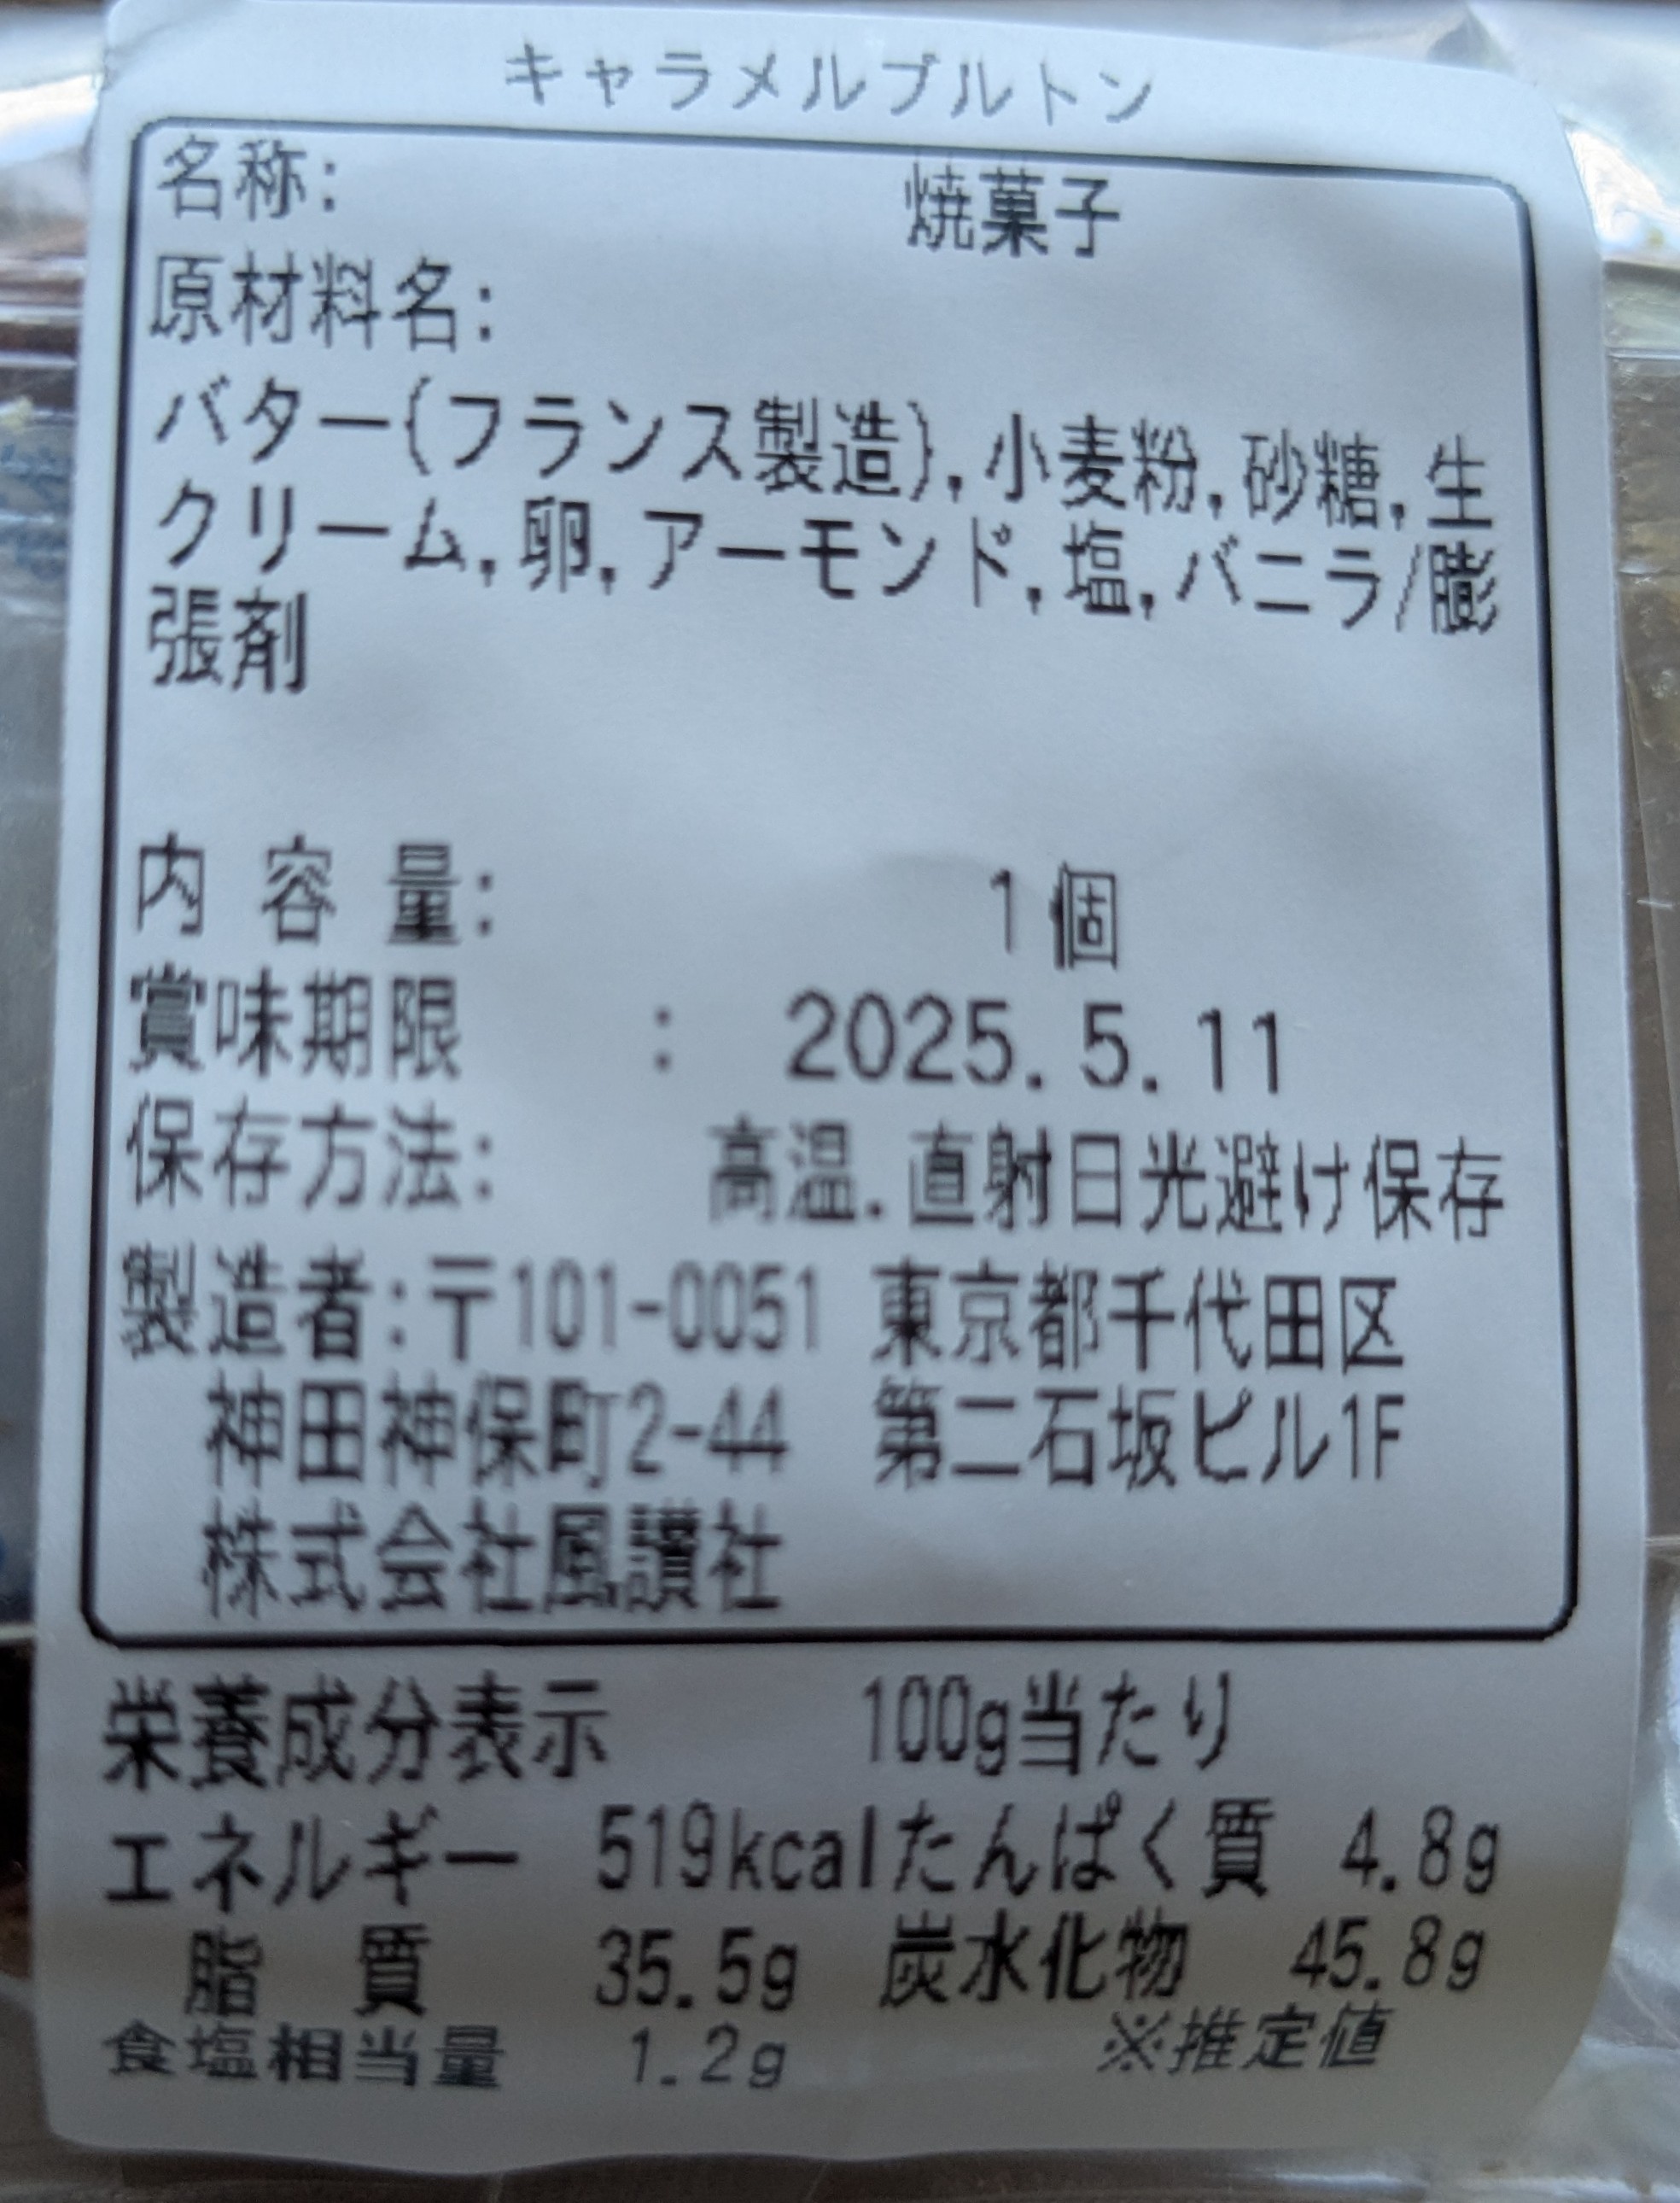 キャラメルブルトン
名称: 焼菓子
原材料名:
バター(フランス製造),小麦粉,砂糖,生
クリーム,卵,アーモンド,塩,バニラ/膨
張剤
内容量: 1個
賞味期限 : 2025.5.11
保存方法: 高温.直射日光避け保存
製造者:〒101-0051 東京都千代田区
神田神保町2-44 第二石坂ビル1F
株式会社風讃社
栄養成分表示 100g当たり
エネルギー 519kcalたんぱく質 4.8g
脂質 35.5g 炭水化物 45.8g
食塩相当量 1.2g ※推定値